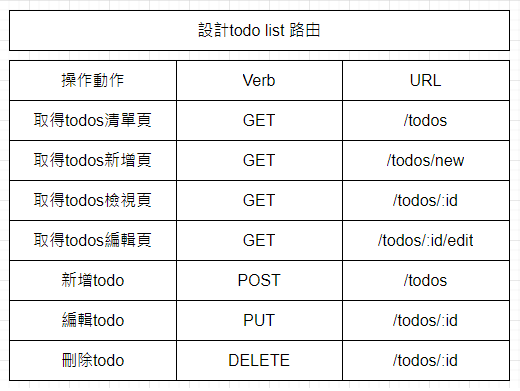 設計todo list 路由
操作動作 Verb URL
取得todos清單頁 GET /todos
取得todos新增頁 GET /todos/new
取得todos檢視頁 GET /todos/:id
取得todos編輯頁 GET /todos/:id/edit
新增todo POST /todos
編輯todo PUT /todos/:id
刪除todo DELETE /todos/:id